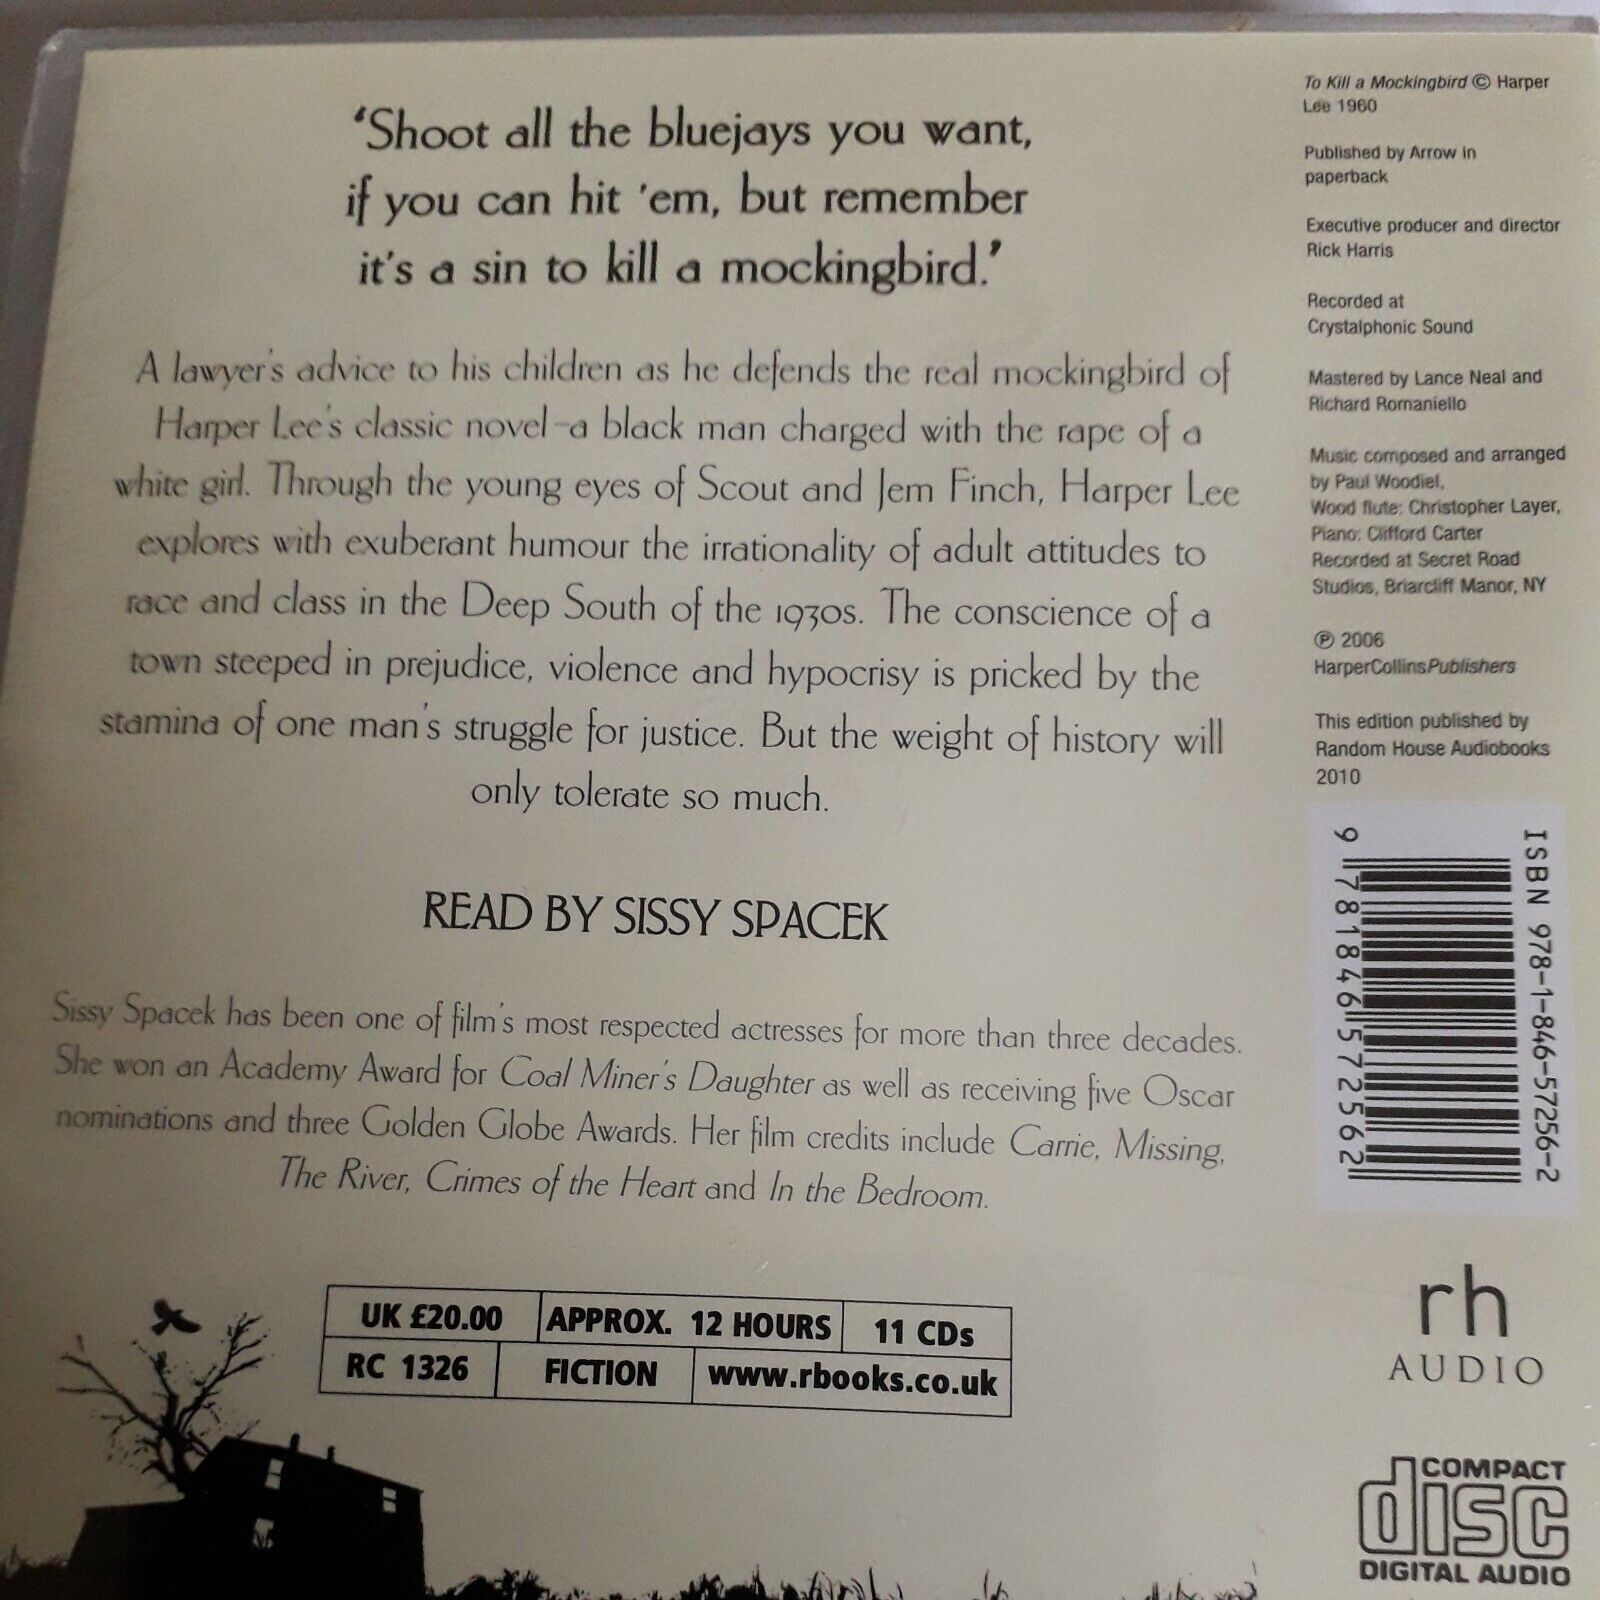 'Shoot all the bluejays you want,
if you can hit 'em, but remember
it's a sin to kill a mockingbird.'
A lawyer's advice to his children as he defends the real mockingbird of
Harper Lee's classic novel–a black man charged with the rape of a
white girl. Through the young eyes of Scout and Jem Finch, Harper Lee
explores with exuberant humour the irrationality of adult attitudes to
race and class in the Deep South of the 1930s. The conscience of a
town steeped in prejudice, violence and hypocrisy is pricked by the
stamina of one man's struggle for justice. But the weight of history will
only tolerate so much.
READ BY SISSY SPACEK
Sissy Spacek has been one of film's most respected actresses for more than three decades.
She won an Academy Award for Coal Miner's Daughter as well as receiving five Oscar
nominations and three Golden Globe Awards. Her film credits include Carrie, Missing,
The River, Crimes of the Heart and In the Bedroom.
UK £20.00 APPROX. 12 HOURS 11 CDs
RC 1326 FICTION www.rbooks.co.uk
To Kill a Mockingbird © Harper
Lee 1960
Published by Arrow in
paperback
Executive producer and director
Rick Harris
Recorded at
Crystalphonic Sound
Mastered by Lance Neal and
Richard Romaniello
Music composed and arranged
by Paul Woodiel,
Wood flute: Christopher Layer,
Piano: Clifford Carter
Recorded at Secret Road
Studios, Briarcliff Manor, NY
℗ 2006
HarperCollinsPublishers
This edition published by
Random House Audiobooks
2010
ISBN 978-1-846-57256-2
9 781846 572562
rh
AUDIO
COMPACT
disc
DIGITAL AUDIO